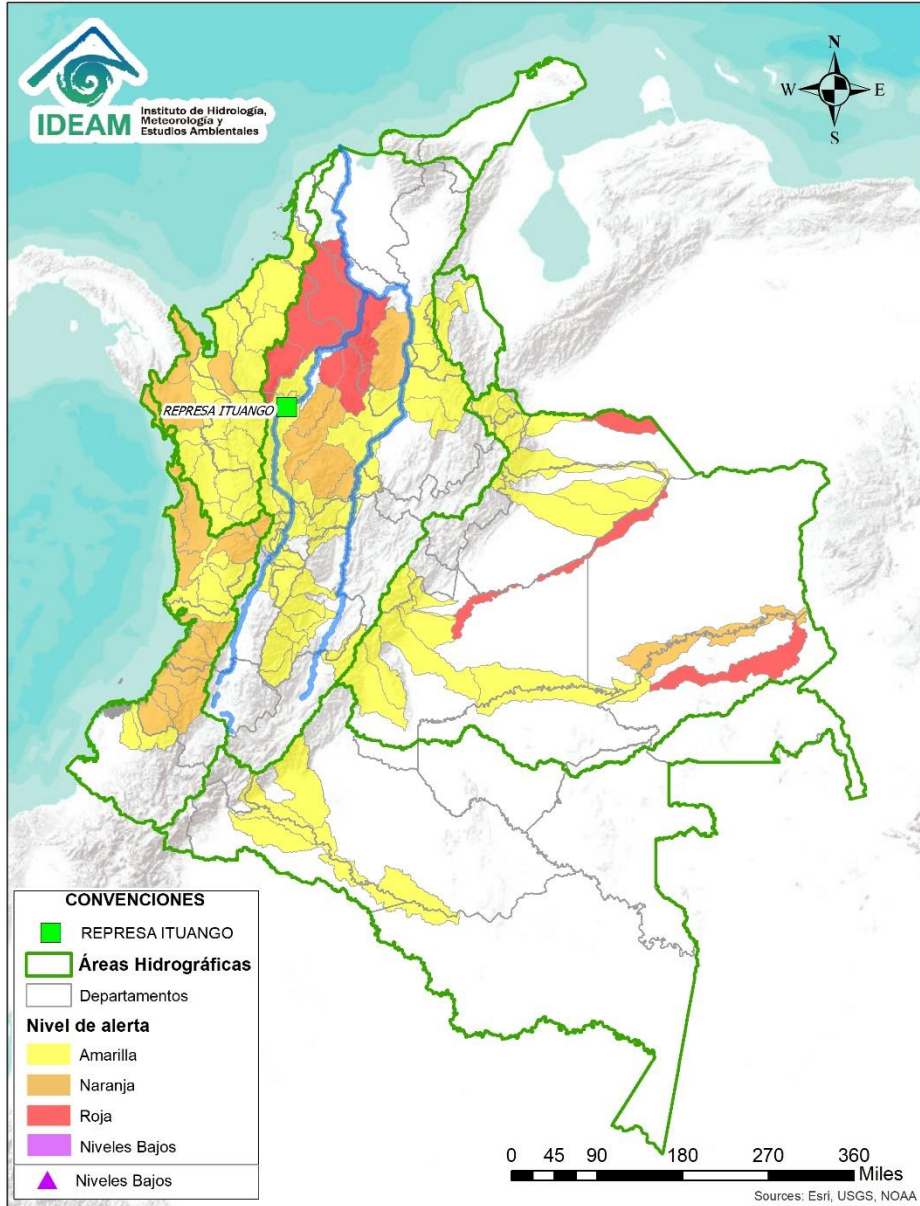 IDEAM
Instituto de Hidrología,
Meteorología y
Estudios Ambientales
N
W
E
S
REPRESA ITUANGO
CONVENCIONES
REPRESA ITUANGO
Áreas Hidrográficas
Departamentos
Nivel de alerta
Amarilla
Naranja
Roja
Niveles Bajos
Niveles Bajos
0 45 90 180 270 360
Miles
Sources: Esri, USGS, NOAA